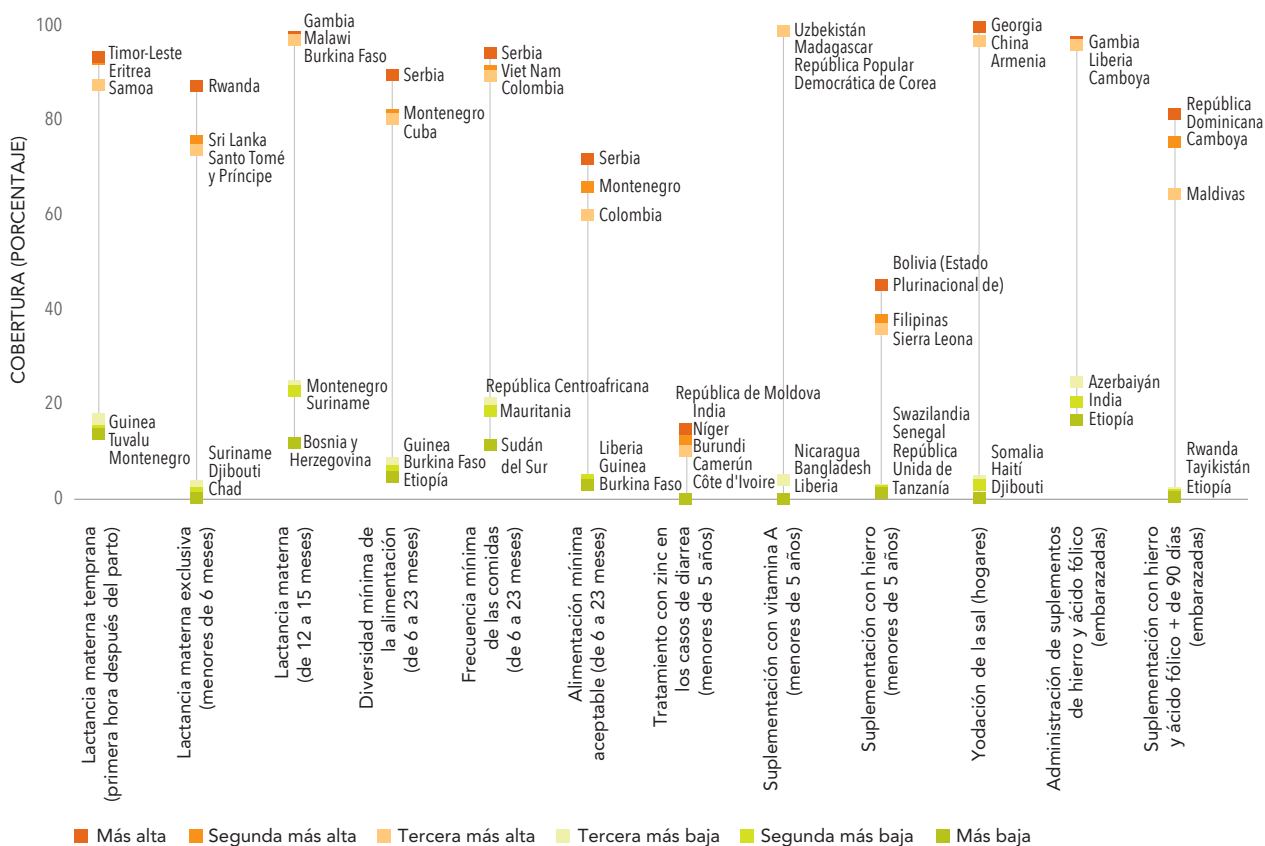 COBERTURA (PORCENTAJE)
100
80
60
40
20
0
Timor-Leste
Eritrea
Samoa
Guinea
Tuvalu
Montenegro
Rwanda
Sri Lanka
Santo Tomé
y Príncipe
Suriname
Djibouti
Chad
Gambia
Malawi
Burkina Faso
Montenegro
Suriname
Bosnia y
Herzegovina
Serbia
Montenegro
Cuba
Guinea
Burkina Faso
Etiopía
Serbia
Viet Nam
Colombia
República Centroafricana
Mauritania
Sudán
del Sur
Serbia
Montenegro
Colombia
Liberia
Guinea
Burkina Faso
República de Moldova
India
Níger
Burundi
Camerún
Côte d'Ivoire
Uzbekistán
Madagascar
República Popular
Democrática de Corea
Nicaragua
Bangladesh
Liberia
Bolivia (Estado
Plurinacional de)
Filipinas
Sierra Leona
Swazilandia
Senegal
República
Unida de
Tanzanía
Georgia
China
Armenia
Somalia
Haití
Djibouti
Gambia
Liberia
Camboya
Azerbaiyán
India
Etiopía
República
Dominicana
Camboya
Maldivas
Rwanda
Tayikistán
Etiopía
Lactancia materna temprana
(primera hora después del parto)
Lactancia materna exclusiva
(menores de 6 meses)
Lactancia materna
(de 12 a 15 meses)
Diversidad mínima de
la alimentación
(de 6 a 23 meses)
Frecuencia mínima
de las comidas
(de 6 a 23 meses)
Alimentación mínima
aceptable (de 6 a 23 meses)
Tratamiento con zinc en
los casos de diarrea
(menores de 5 años)
Suplementación con vitamina A
(menores de 5 años)
Suplementación con hierro
(menores de 5 años)
Yodación de la sal (hogares)
Administración de suplementos
de hierro y ácido fólico
(embarazadas)
Suplementación con hierro
y ácido fólico + de 90 días
(embarazadas)
Más alta
Segunda más alta
Tercera más alta
Tercera más baja
Segunda más baja
Más baja